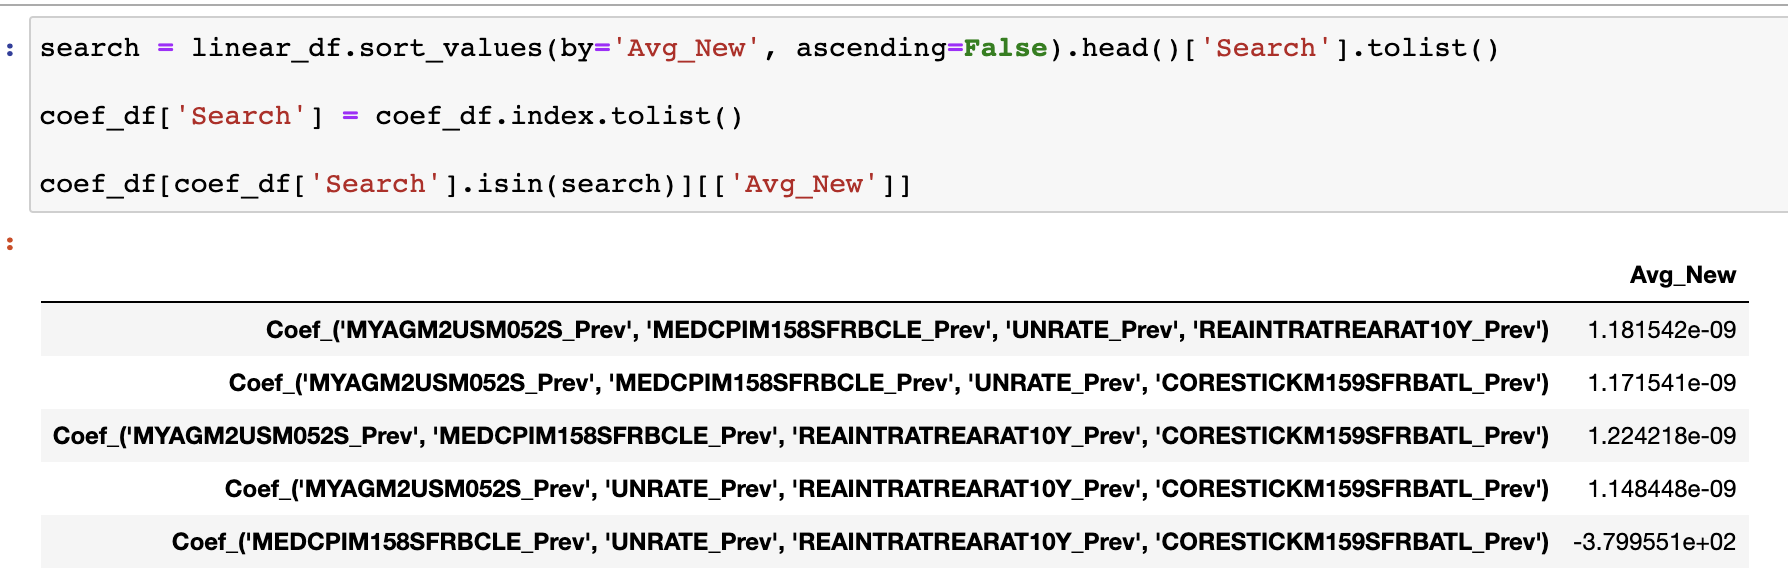 : search = linear_df.sort_values(by='Avg_New', ascending=False).head()['Search'].tolist()
coef_df['Search'] = coef_df.index.tolist()
coef_df[coef_df['Search'].isin(search)][['Avg_New']]
:
Avg_New
Coef_('MYAGM2USM052S_Prev', 'MEDCPIM158SFRBCLE_Prev', 'UNRATE_Prev', 'REAINTRATREARAT10Y_Prev') 1.181542e-09
Coef_('MYAGM2USM052S_Prev', 'MEDCPIM158SFRBCLE_Prev', 'UNRATE_Prev', 'CORESTICKM159SFRBATL_Prev') 1.171541e-09
Coef_('MYAGM2USM052S_Prev', 'MEDCPIM158SFRBCLE_Prev', 'REAINTRATREARAT10Y_Prev', 'CORESTICKM159SFRBATL_Prev') 1.224218e-09
Coef_('MYAGM2USM052S_Prev', 'UNRATE_Prev', 'REAINTRATREARAT10Y_Prev', 'CORESTICKM159SFRBATL_Prev') 1.148448e-09
Coef_('MEDCPIM158SFRBCLE_Prev', 'UNRATE_Prev', 'REAINTRATREARAT10Y_Prev', 'CORESTICKM159SFRBATL_Prev') -3.799551e+02